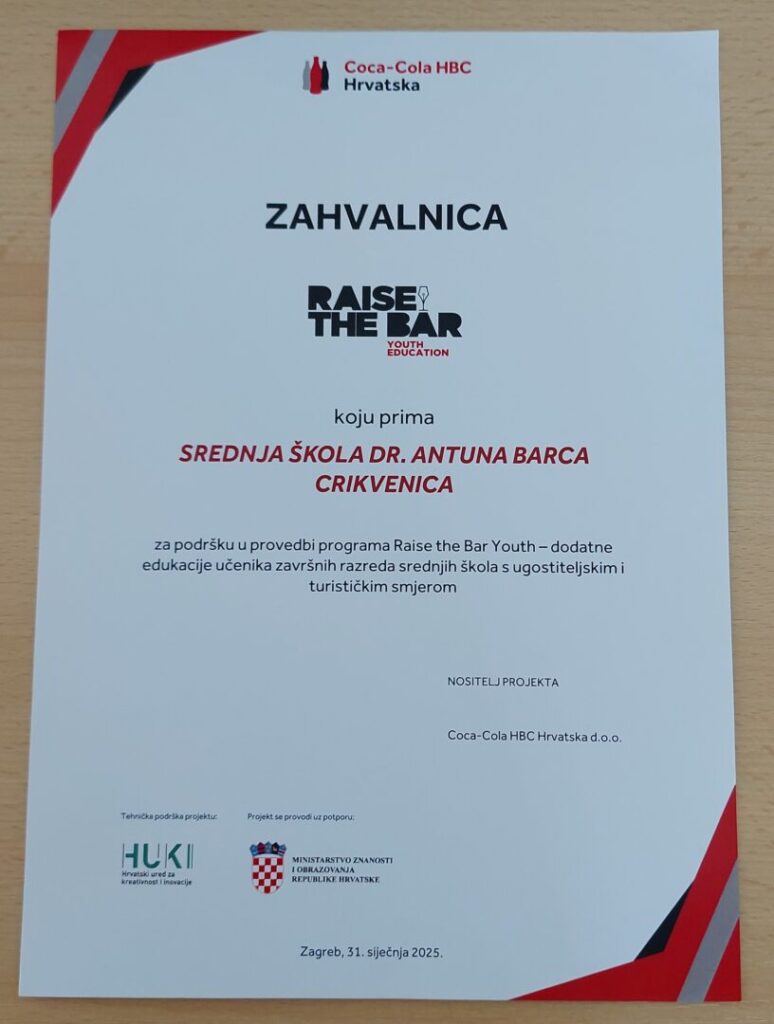 Coca-Cola HBC
Hrvatska
ZAHVALNICA
RAISE
THE BAR
YOUTH
EDUCATION
koju prima
SREDNJA ŠKOLA DR. ANTUNA BARCA
CRIKVENICA
za podršku u provedbi programa Raise the Bar Youth – dodatne
edukacije učenika završnih razreda srednjih škola s ugostiteljskim i
turističkim smjerom
NOSITELJ PROJEKTA
Coca-Cola HBC Hrvatska d.o.o.
Tehnička podrška projektu:
HUKI
Hrvatski ured za
kreativnost i inovacije
Projekt se provodi uz potporu:
MINISTARSTVO ZNANOSTI
I OBRAZOVANJA
REPUBLIKE HRVATSKE
Zagreb, 31. siječnja 2025.